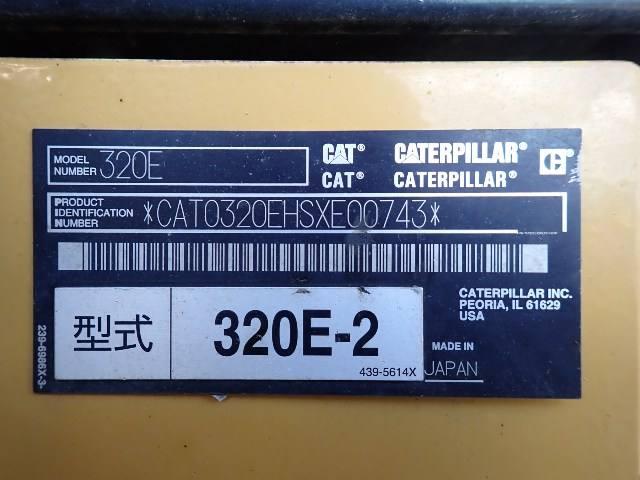 MODEL NUMBER 320E
CAT® CATERPILLAR® C®
CAT® CATERPILLAR®
PRODUCT IDENTIFICATION NUMBER *CAT0320EHSXE00743*
CATERPILLAR INC.
PEORIA, IL 61629
USA
型式 320E-2
439-5614X
MADE IN
JAPAN
239-6986X-3